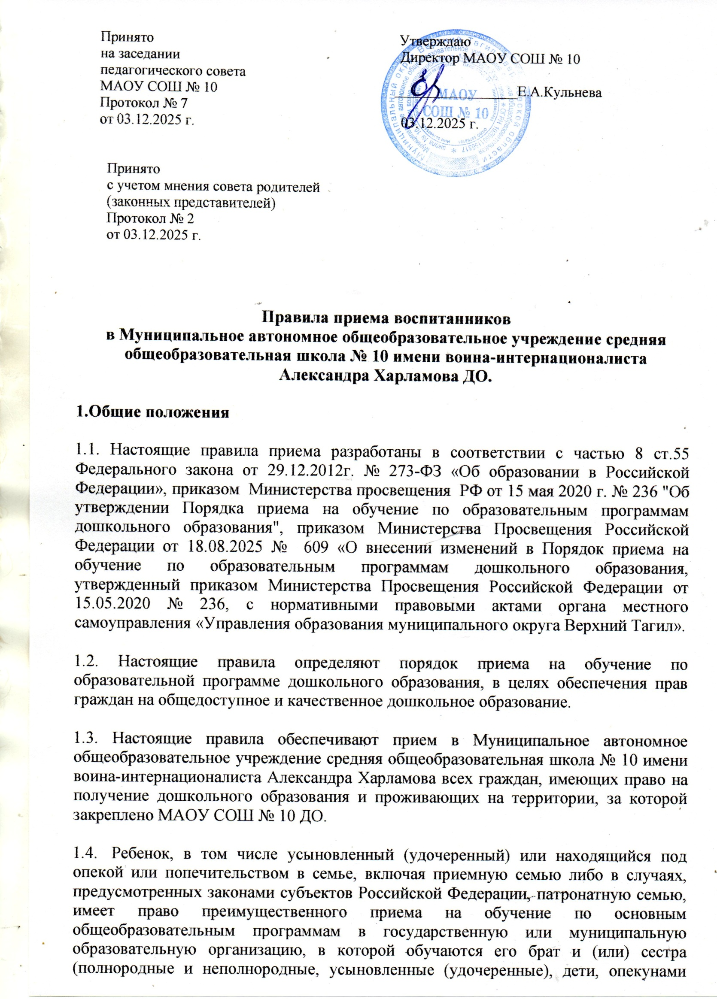 Принято
на заседании
педагогического совета
МАОУ СОШ № 10
Протокол № 7
от 03.12.2025 г.
Утверждаю
Директор МАОУ СОШ № 10
Е.А.Кульнева
МАОУ
СОШ № 10
03.12.2025 г.
Принято
с учетом мнения совета родителей
(законных представителей)
Протокол № 2
от 03.12.2025 г.
Правила приема воспитанников
в Муниципальное автономное общеобразовательное учреждение средняя
общеобразовательная школа № 10 имени воина-интернационалиста
Александра Харламова ДО.
1.Общие положения
1.1. Настоящие правила приема разработаны в соответствии с частью 8 ст.55
Федерального закона от 29.12.2012г. № 273-ФЗ «Об образовании в Российской
Федерации», приказом Министерства просвещения РФ от 15 мая 2020 г. № 236 "Об
утверждении Порядка приема на обучение по образовательным программам
дошкольного образования", приказом Министерства Просвещения Российской
Федерации от 18.08.2025 № 609 «О внесении изменений в Порядок приема на
обучение по образовательным программам дошкольного образования,
утвержденный приказом Министерства Просвещения Российской Федерации от
15.05.2020 № 236, с нормативными правовыми актами органа местного
самоуправления «Управления образования муниципального округа Верхний Тагил».
1.2. Настоящие правила определяют порядок приема на обучение по
образовательной программе дошкольного образования, в целях обеспечения прав
граждан на общедоступное и качественное дошкольное образование.
1.3. Настоящие правила обеспечивают прием в Муниципальное автономное
общеобразовательное учреждение средняя общеобразовательная школа № 10 имени
воина-интернационалиста Александра Харламова всех граждан, имеющих право на
получение дошкольного образования и проживающих на территории, за которой
закреплено МАОУ СОШ № 10 ДО.
1.4. Ребенок, в том числе усыновленный (удочеренный) или находящийся под
опекой или попечительством в семье, включая приемную семью либо в случаях,
предусмотренных законами субъектов Российской Федерации, патронатную семью,
имеет право преимущественного приема на обучение по основным
общеобразовательным программам в государственную или муниципальную
образовательную организацию, в которой обучаются его брат и (или) сестра
(полнородные и неполнородные, усыновленные (удочеренные), дети, опекунами